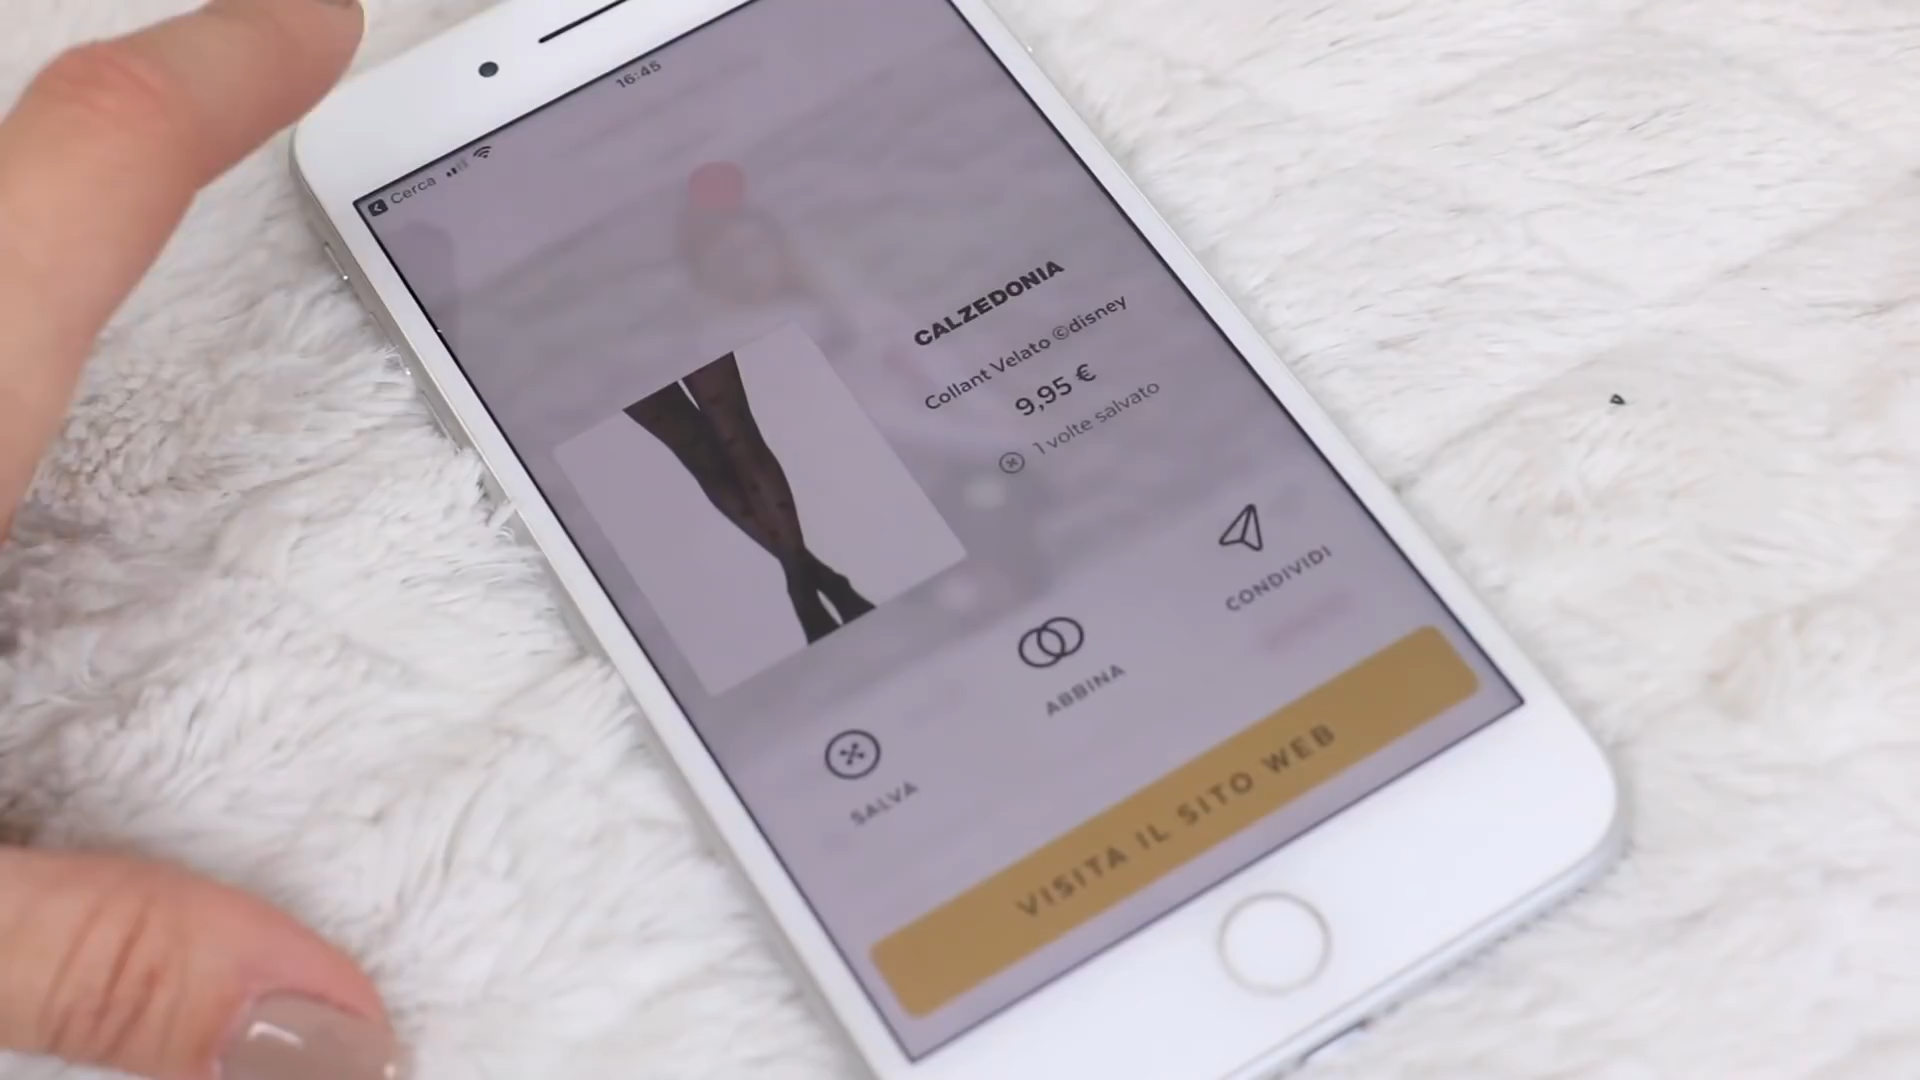 16:45
Cerca
CALZEDONIA
Collant Velato ©disney
9,95 €
1 volte salvato
SALVA
ABBINA
CONDIVIDI
VISITA IL SITO WEB